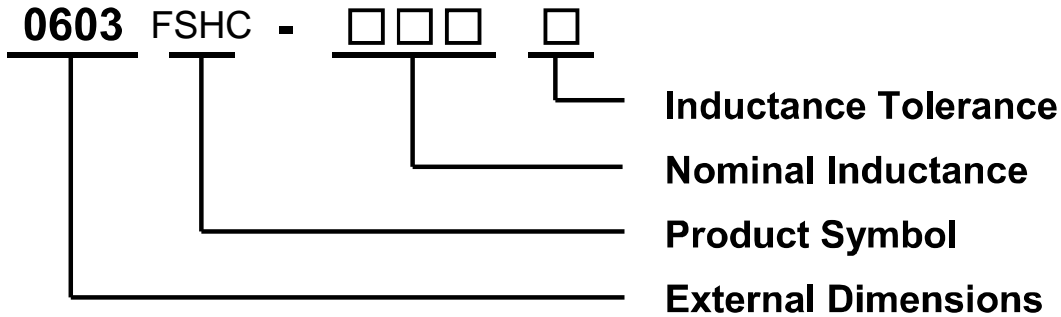 0603 FSHC - □□□ □
Inductance Tolerance
Nominal Inductance
Product Symbol
External Dimensions